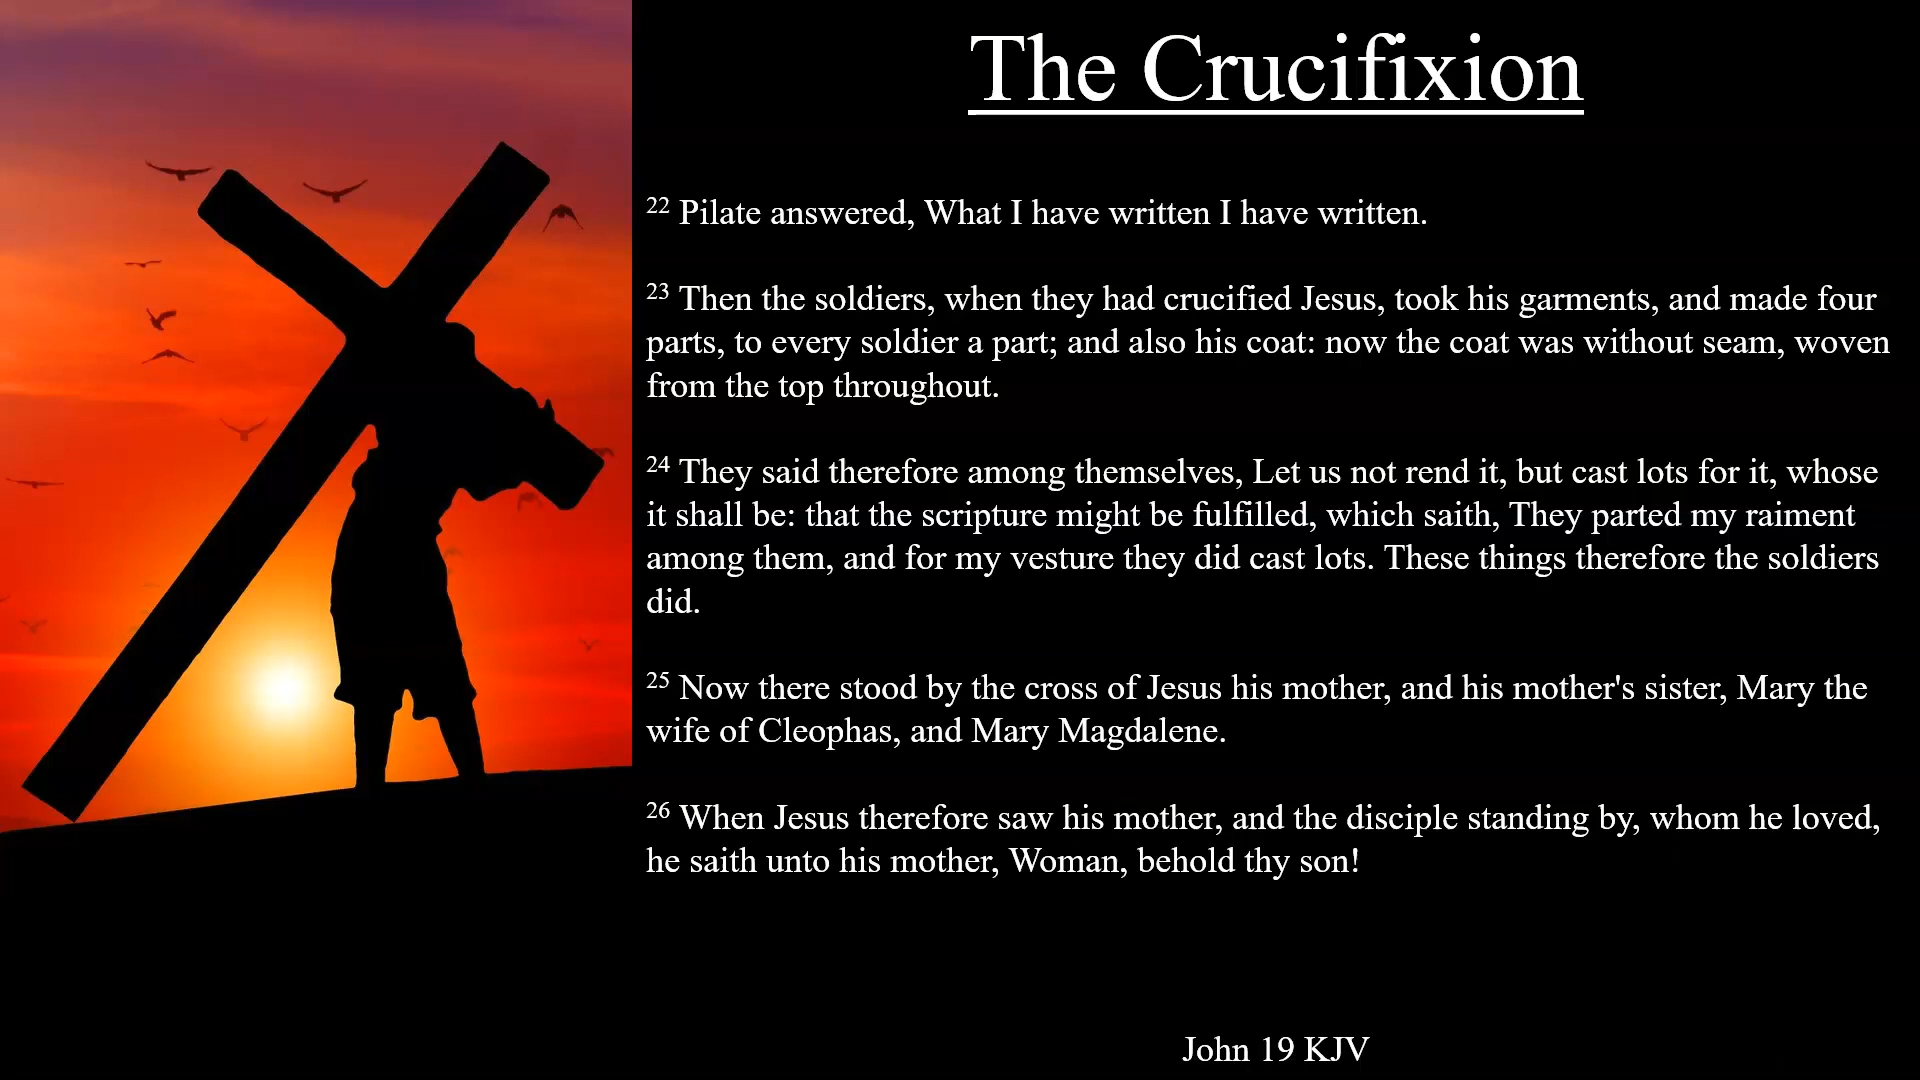 The Crucifixion
22 Pilate answered, What I have written I have written.
23 Then the soldiers, when they had crucified Jesus, took his garments, and made four
parts, to every soldier a part; and also his coat: now the coat was without seam, woven
from the top throughout.
24 They said therefore among themselves, Let us not rend it, but cast lots for it, whose
it shall be: that the scripture might be fulfilled, which saith, They parted my raiment
among them, and for my vesture they did cast lots. These things therefore the soldiers
did.
25 Now there stood by the cross of Jesus his mother, and his mother's sister, Mary the
wife of Cleophas, and Mary Magdalene.
26 When Jesus therefore saw his mother, and the disciple standing by, whom he loved,
he saith unto his mother, Woman, behold thy son!
John 19 KJV